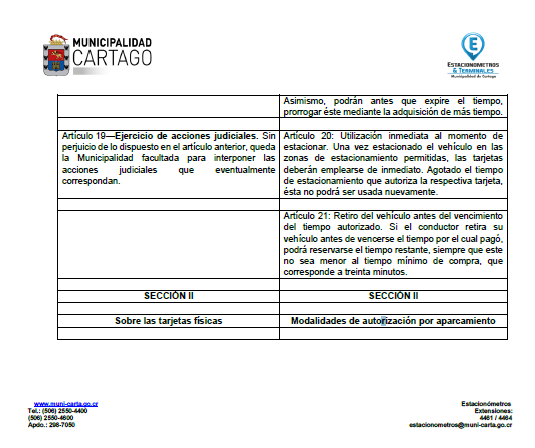 MUNICIPALIDAD
CARTAGO
ESTACIONÓMETROS
& TERMINALES
Municipalidad de Cartago
Asimismo, podrán antes que expire el tiempo,
prorrogar éste mediante la adquisición de más tiempo.
Artículo 19—Ejercicio de acciones judiciales. Sin
perjuicio de lo dispuesto en el artículo anterior, queda
la Municipalidad facultada para interponer las
acciones judiciales que eventualmente
correspondan.
Artículo 20: Utilización inmediata al momento de
estacionar. Una vez estacionado el vehículo en las
zonas de estacionamiento permitidas, las tarjetas
deberán emplearse de inmediato. Agotado el tiempo
de estacionamiento que autoriza la respectiva tarjeta,
ésta no podrá ser usada nuevamente.
Artículo 21: Retiro del vehículo antes del vencimiento
del tiempo autorizado. Si el conductor retira su
vehículo antes de vencerse el tiempo por el cual pagó,
podrá reservarse el tiempo restante, siempre que este
no sea menor al tiempo mínimo de compra, que
corresponde a treinta minutos.
SECCIÓN II
SECCIÓN II
Sobre las tarjetas físicas
Modalidades de autorización por aparcamiento
www.muni-carta.go.cr
Tel.: (506) 2550-4400
(506) 2550-4600
Apdo.: 298-7050
Estacionómetros
Extensiones:
4461 / 4464
estacionometros@muni-carta.go.cr